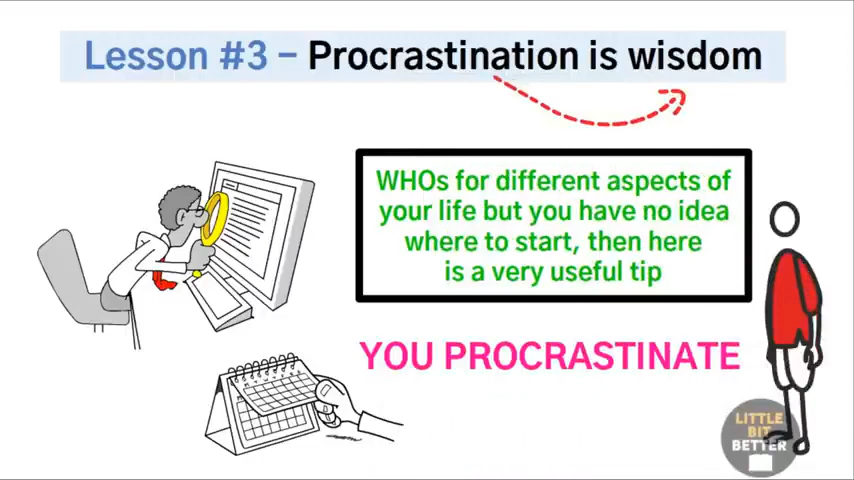 Lesson #3 – Procrastination is wisdom
WHOs for different aspects of
your life but you have no idea
where to start, then here
is a very useful tip
YOU PROCRASTINATE
LITTLE
BIT
BETTER